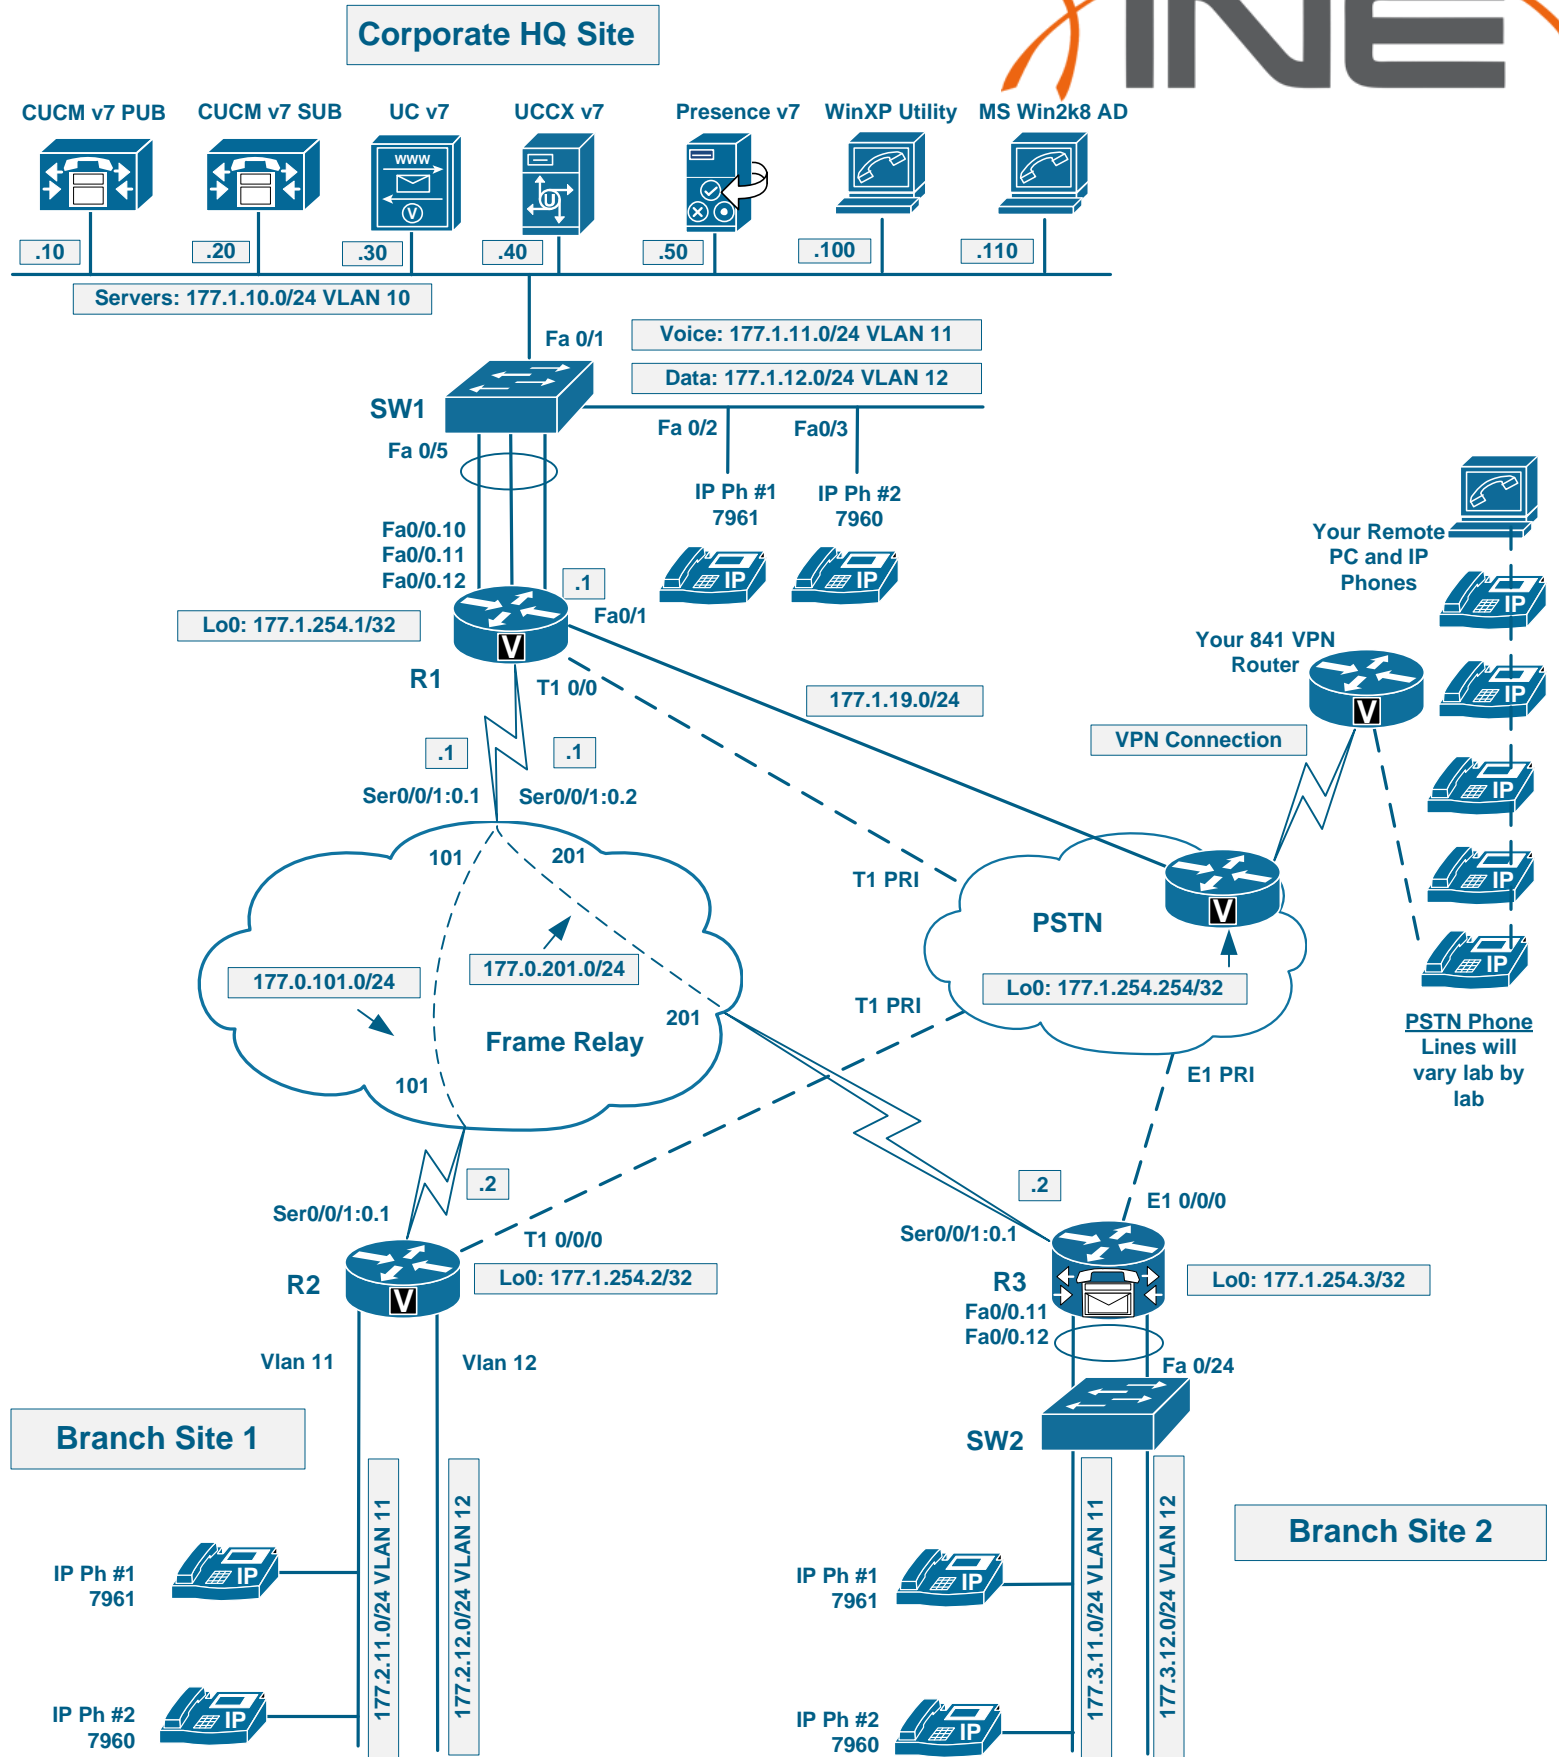 Corporate HQ Site
INE
CUCM v7 PUB
CUCM v7 SUB
UC v7
UCCX v7
Presence v7
WinXP Utility
MS Win2k8 AD
WWW
V
U
.10
.20
.30
.40
.50
.100
.110
Servers: 177.1.10.0/24 VLAN 10
Fa 0/1
Voice: 177.1.11.0/24 VLAN 11
Data: 177.1.12.0/24 VLAN 12
SW1
Fa 0/5
Fa 0/2
Fa0/3
IP Ph #1
7961
IP Ph #2
7960
IP
IP
Fa0/0.10
Fa0/0.11
Fa0/0.12
.1
Fa0/1
Lo0: 177.1.254.1/32
V
R1
T1 0/0
Your Remote
PC and IP
Phones
IP
IP
IP
IP
IP
Your 841 VPN
Router
V
177.1.19.0/24
VPN Connection
.1
.1
Ser0/0/1:0.1
Ser0/0/1:0.2
101
201
T1 PRI
PSTN
V
177.0.101.0/24
177.0.201.0/24
Lo0: 177.1.254.254/32
T1 PRI
201
Frame Relay
101
PSTN Phone
Lines will
vary lab by
lab
E1 PRI
.2
.2
Ser0/0/1:0.1
T1 0/0/0
Ser0/0/1:0.1
E1 0/0/0
R2
V
Lo0: 177.1.254.2/32
R3
Lo0: 177.1.254.3/32
Fa0/0.11
Fa0/0.12
Vlan 11
Vlan 12
Fa 0/24
Branch Site 1
SW2
177.2.11.0/24 VLAN 11
177.2.12.0/24 VLAN 12
177.3.11.0/24 VLAN 11
177.3.12.0/24 VLAN 12
Branch Site 2
IP Ph #1
7961
IP
IP Ph #1
7961
IP
IP Ph #2
7960
IP
IP Ph #2
7960
IP